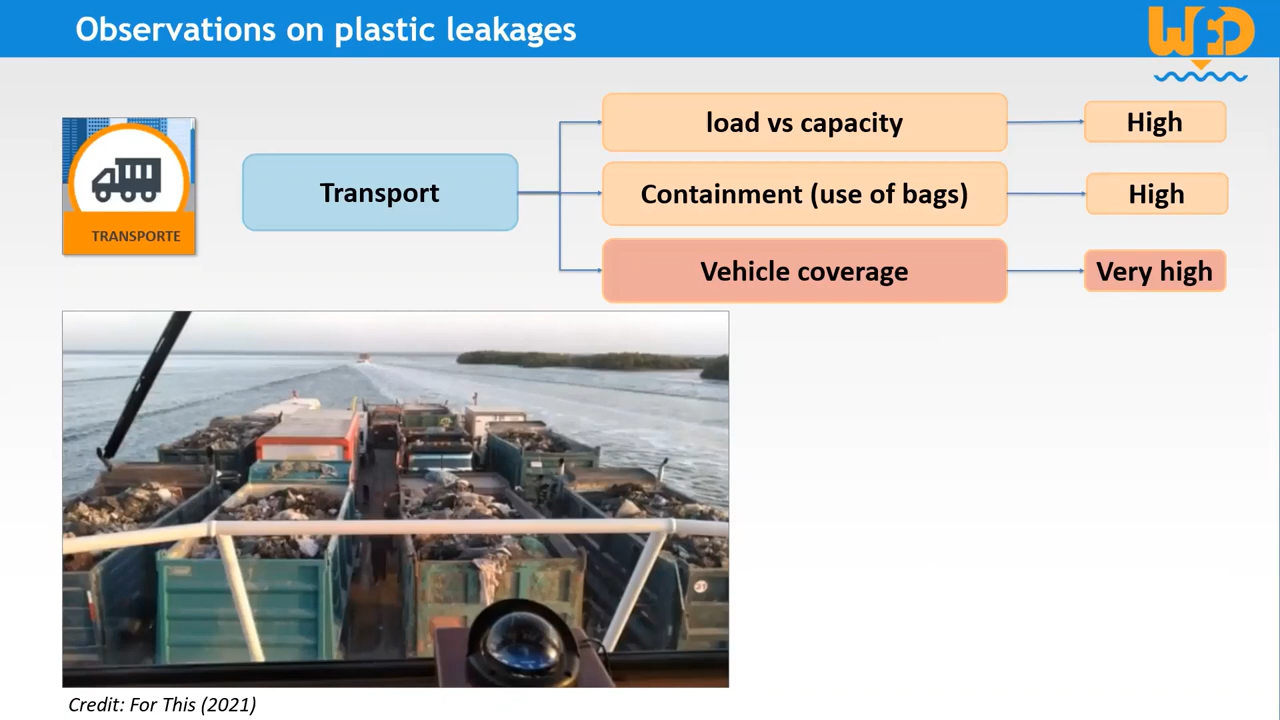 Observations on plastic leakages
WFD
TRANSPORTE
Transport
load vs capacity
High
Containment (use of bags)
High
Vehicle coverage
Very high
Credit: For This (2021)